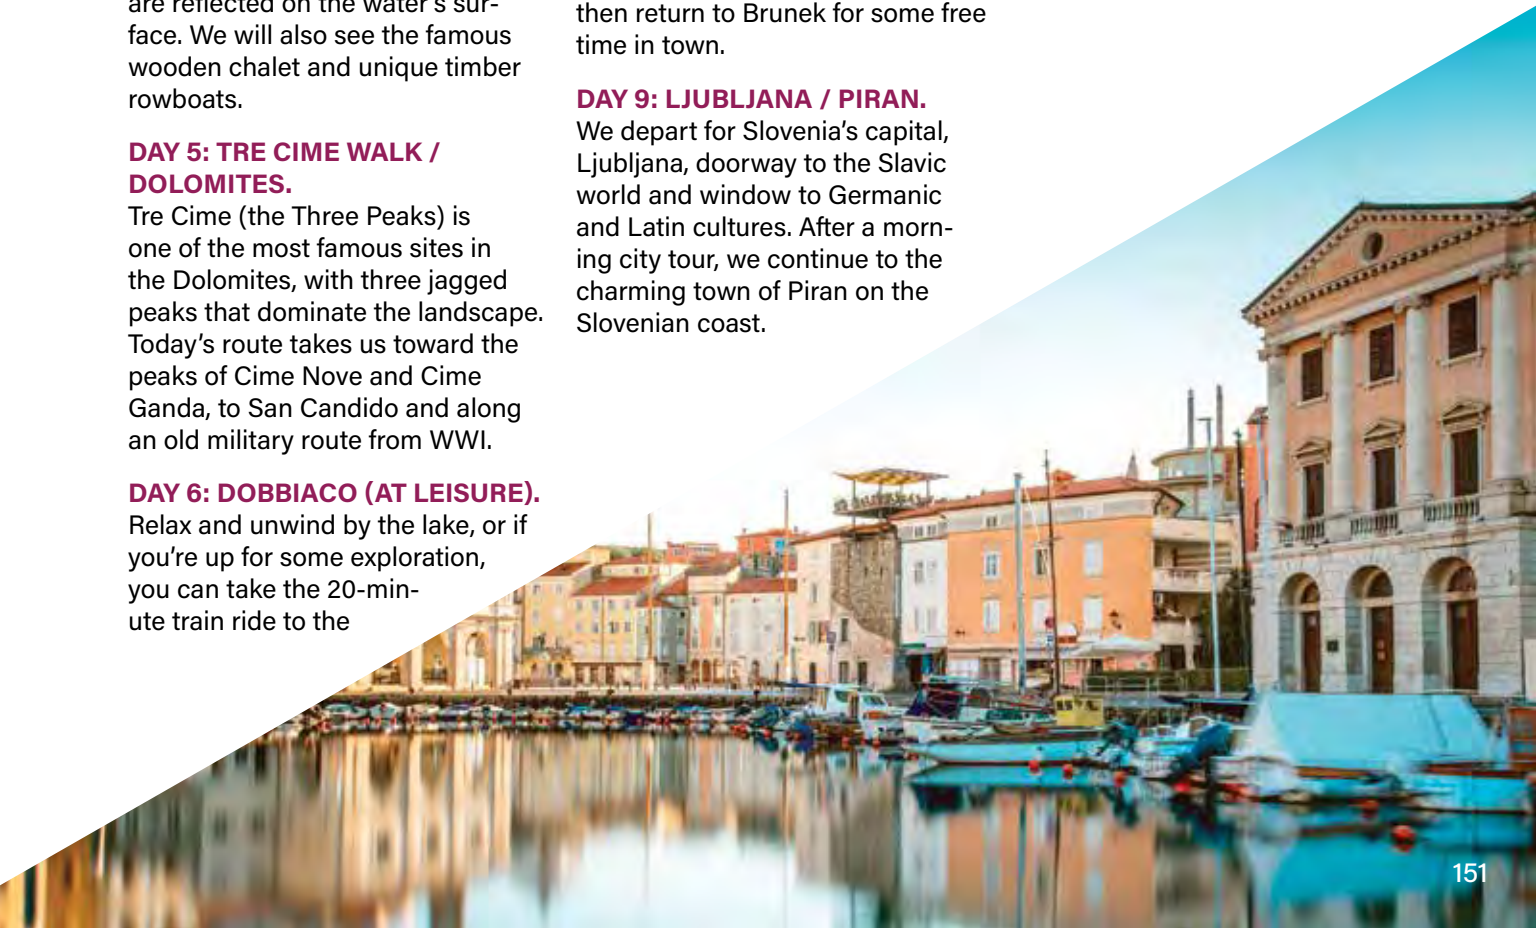 are reflected on the water's sur-
face. We will also see the famous
wooden chalet and unique timber
rowboats.
DAY 5: TRE CIME WALK /
DOLOMITES.
Tre Cime (the Three Peaks) is
one of the most famous sites in
the Dolomites, with three jagged
peaks that dominate the landscape.
Today's route takes us toward the
peaks of Cime Nove and Cime
Ganda, to San Candido and along
an old military route from WWI.
DAY 6: DOBBIACO (AT LEISURE).
Relax and unwind by the lake, or if
you're up for some exploration,
you can take the 20-min-
ute train ride to the
then return to Brunek for some free
time in town.
DAY 9: LJUBLJANA / PIRAN.
We depart for Slovenia's capital,
Ljubljana, doorway to the Slavic
world and window to Germanic
and Latin cultures. After a morn-
ing city tour, we continue to the
charming town of Piran on the
Slovenian coast.
151